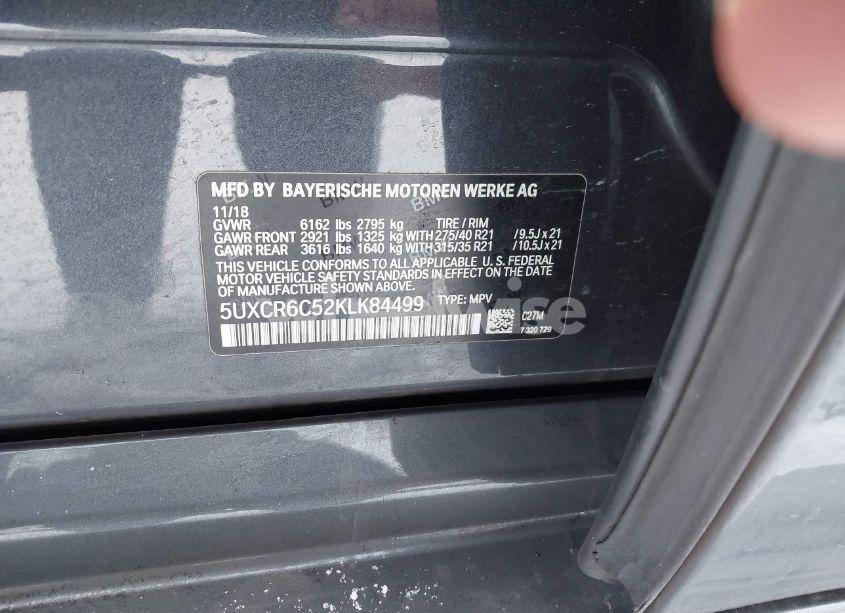 MFD BY BAYERISCHE MOTOREN WERKE AG
11/18
GVWR 6162 lbs 2795 kg TIRE / RIM
GAWR FRONT 2921 lbs 1325 kg WITH 275/40 R21 /9.5J x 21
GAWR REAR 3616 lbs 1640 kg WITH 315/35 R21 /10.5J x 21
THIS VEHICLE CONFORMS TO ALL APPLICABLE U. S. FEDERAL
MOTOR VEHICLE SAFETY STANDARDS IN EFFECT ON THE DATE
OF MANUFACTURE SHOWN ABOVE.
5UXCR6C52KLK84499 TYPE: MPV
C27M
7 320 729